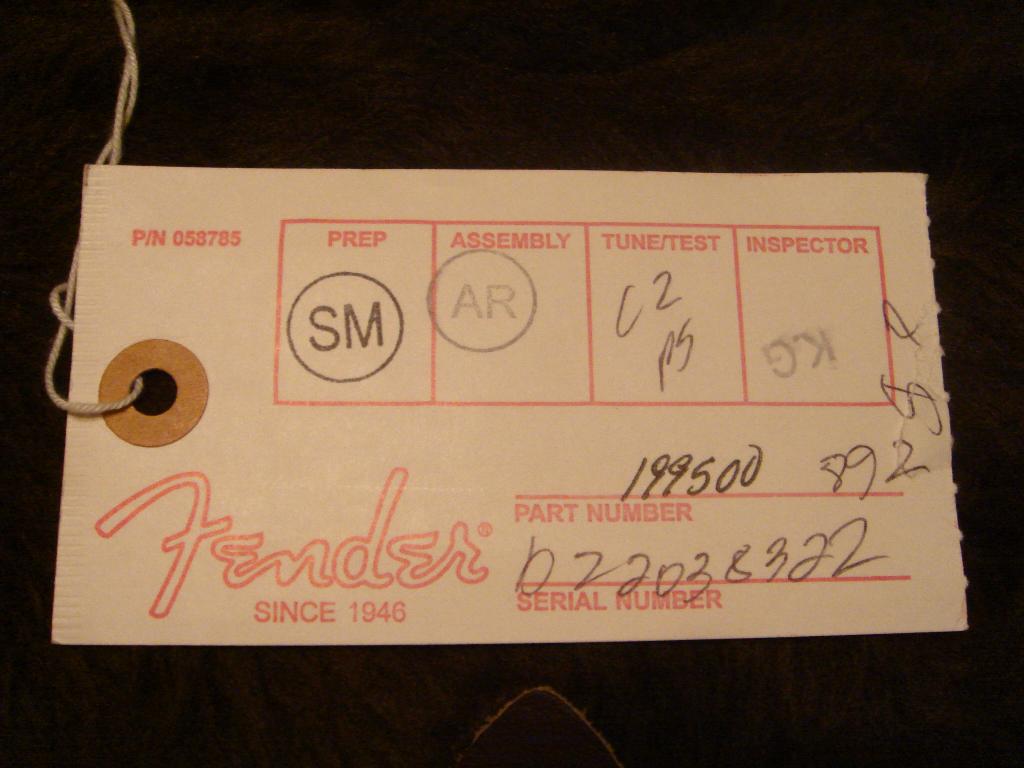 P/N 058785
PREP ASSEMBLY TUNE/TEST INSPECTOR
SM AR C2 KG
199500 892
PART NUMBER
Fender®
SERIAL NUMBER
SINCE 1946